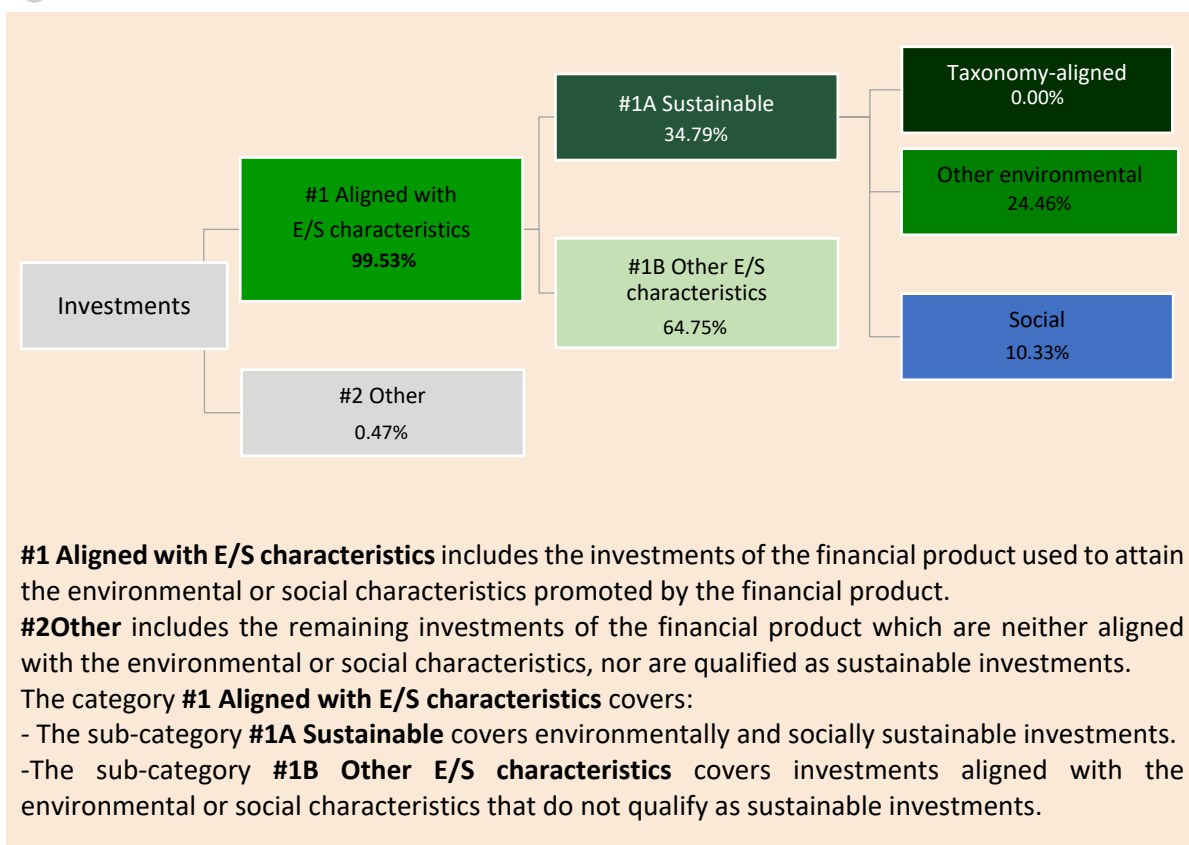 Investments
#1 Aligned with
E/S characteristics
99.53%
#2 Other
0.47%
#1A Sustainable
34.79%
#1B Other E/S
characteristics
64.75%
Taxonomy-aligned
0.00%
Other environmental
24.46%
Social
10.33%
#1 Aligned with E/S characteristics includes the investments of the financial product used to attain
the environmental or social characteristics promoted by the financial product.
#2Other includes the remaining investments of the financial product which are neither aligned
with the environmental or social characteristics, nor are qualified as sustainable investments.
The category #1 Aligned with E/S characteristics covers:
- The sub-category #1A Sustainable covers environmentally and socially sustainable investments.
-The sub-category #1B Other E/S characteristics covers investments aligned with the
environmental or social characteristics that do not qualify as sustainable investments.